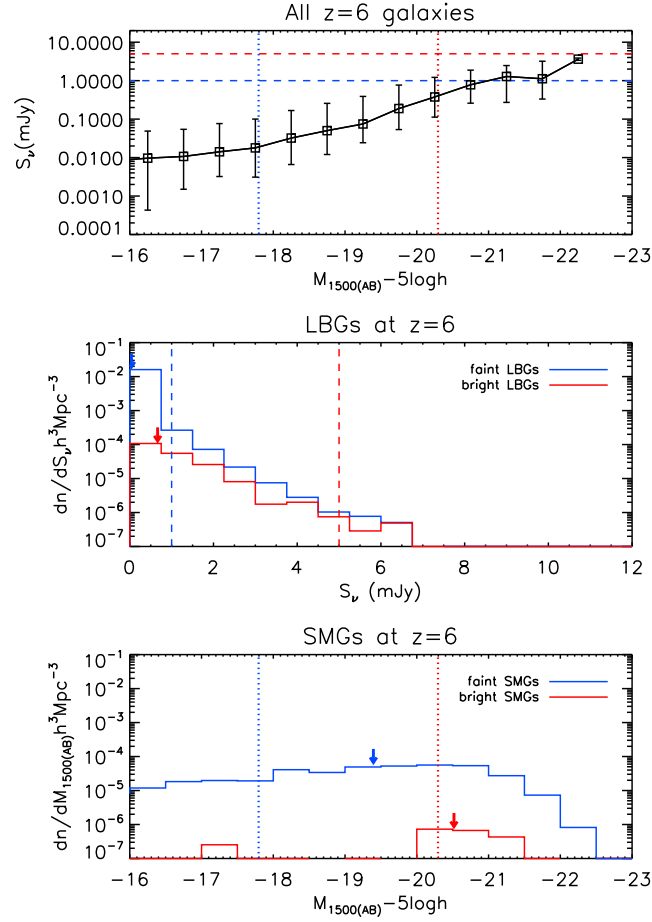 All z=6 galaxies
10.0000
1.0000
0.1000
0.0100
0.0010
0.0001
Sν(mJy)
−16 −17 −18 −19 −20 −21 −22 −23
M1500(AB)−5logh
LBGs at z=6
10−1
10−2
10−3
10−4
10−5
10−6
10−7
dn/dSνh3Mpc−3
faint LBGs
bright LBGs
0 2 4 6 8 10 12
Sν (mJy)
SMGs at z=6
10−1
10−2
10−3
10−4
10−5
10−6
10−7
dn/dM1500(AB)h3Mpc−3
faint SMGs
bright SMGs
−16 −17 −18 −19 −20 −21 −22 −23
M1500(AB)−5logh